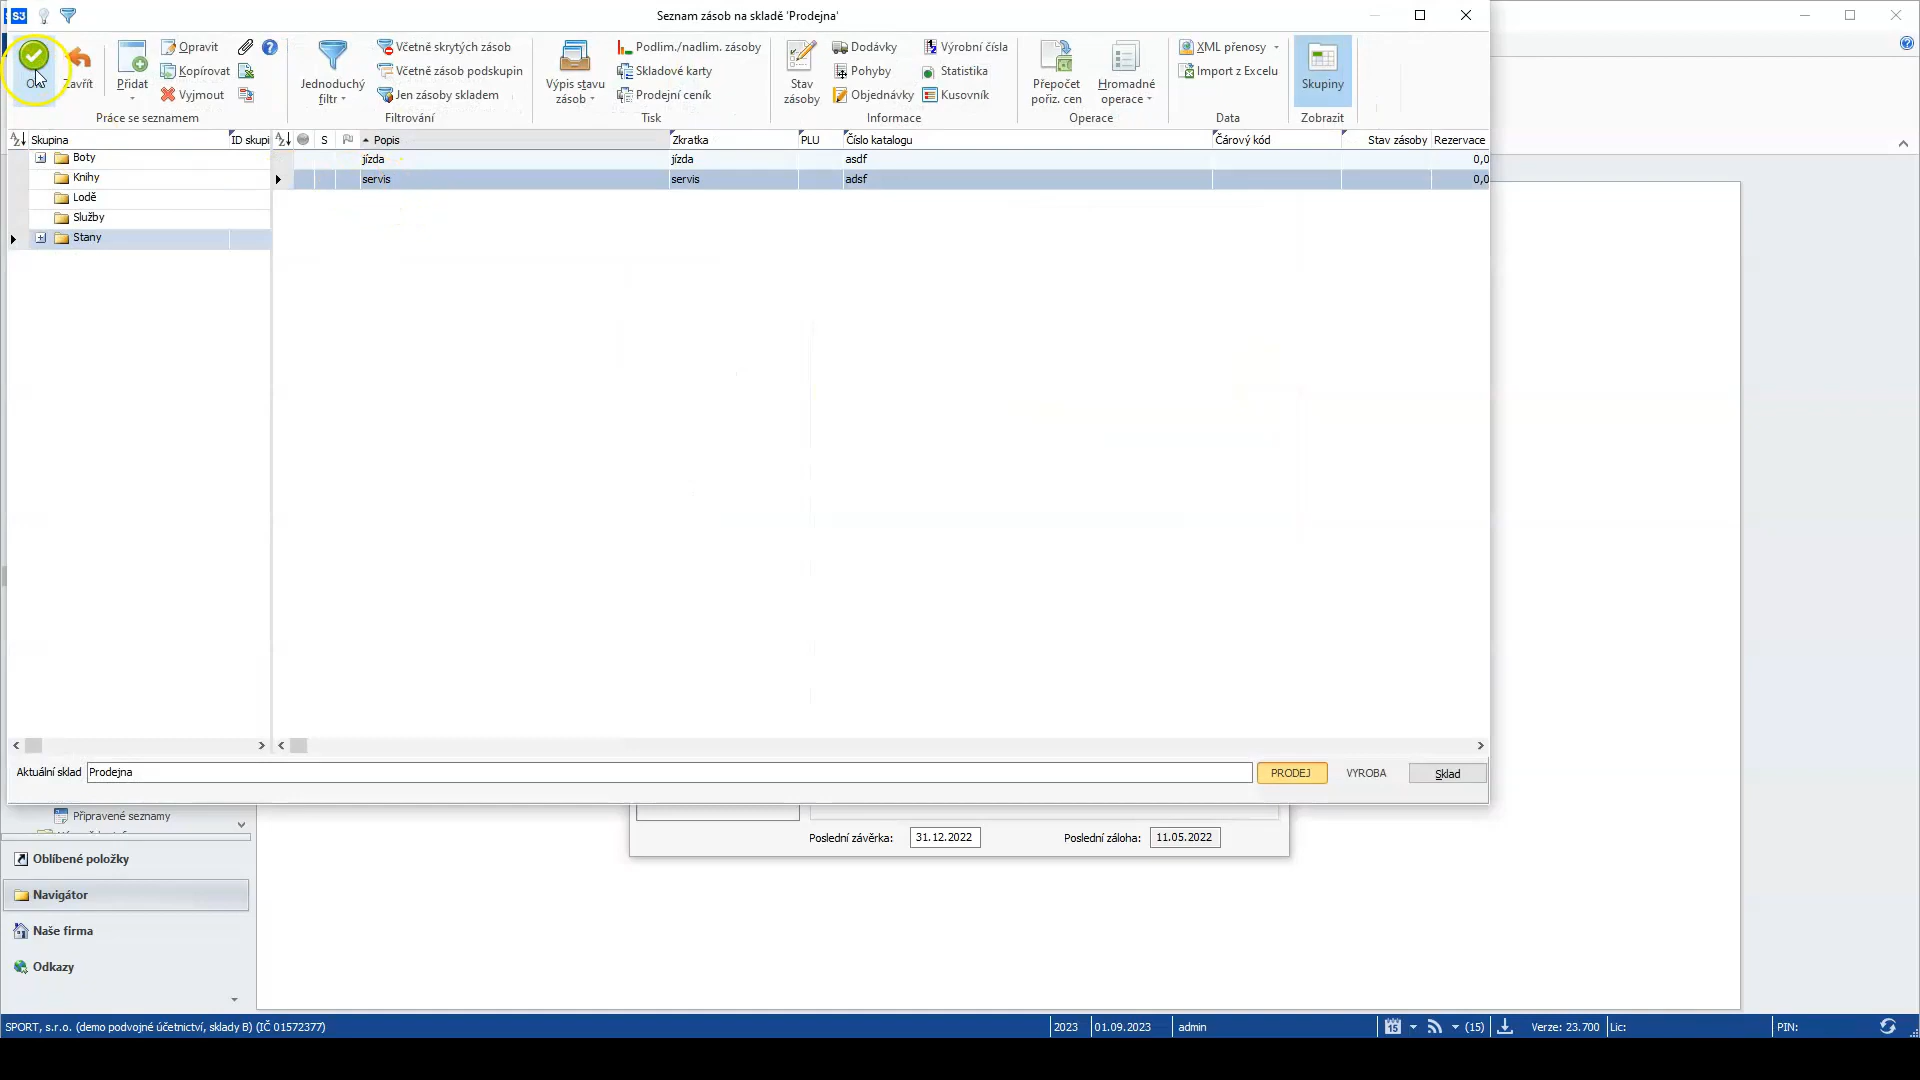 S3 Seznam zásob na skladě 'Prodejna'
Zavřít Přidat Opravit Kopírovat Vyjmout
Práce se seznamem
Jednoduchý filtr Včetně skrytých zásob
Včetně zásob podskupin
Jen zásoby skladem
Filtrování
Výpis stavu zásob Podlim./nadlim. zásoby
Skladové karty
Prodejní ceník
Tisk
Stav zásoby Dodávky Výrobní čísla
Pohyby Statistika
Objednávky Kusovník
Informace
Přepočet poříz. cen Hromadné operace
Operace
XML přenosy
Import z Excelu
Data
Skupiny
Zobrazit
Skupina ID skupi S Popis Zkratka PLU Číslo katalogu Čárový kód Stav zásoby Rezervace
Boty
Knihy
Lodě
Služby
Stany
jízda jízda asdf 0,0
servis servis adsf 0,0
Aktuální sklad Prodejna PRODEJ VYROBA Sklad
Připravené seznamy
Poslední závěrka: 31.12.2022 Poslední záloha: 11.05.2022
Oblíbené položky
Navigátor
Naše firma
Odkazy
SPORT, s.r.o. (demo podvojné účetnictví, sklady B) (IČ 01572377) 2023 01.09.2023 admin 15 (15) Verze: 23.700 Lic: PIN: